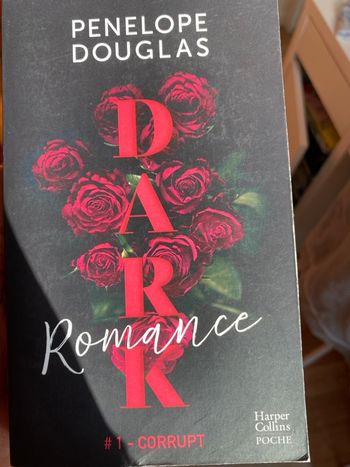 PENELOPE
DOUGLAS
DARK
Romance
Harper
Collins
POCHE
#1 - CORRUPT